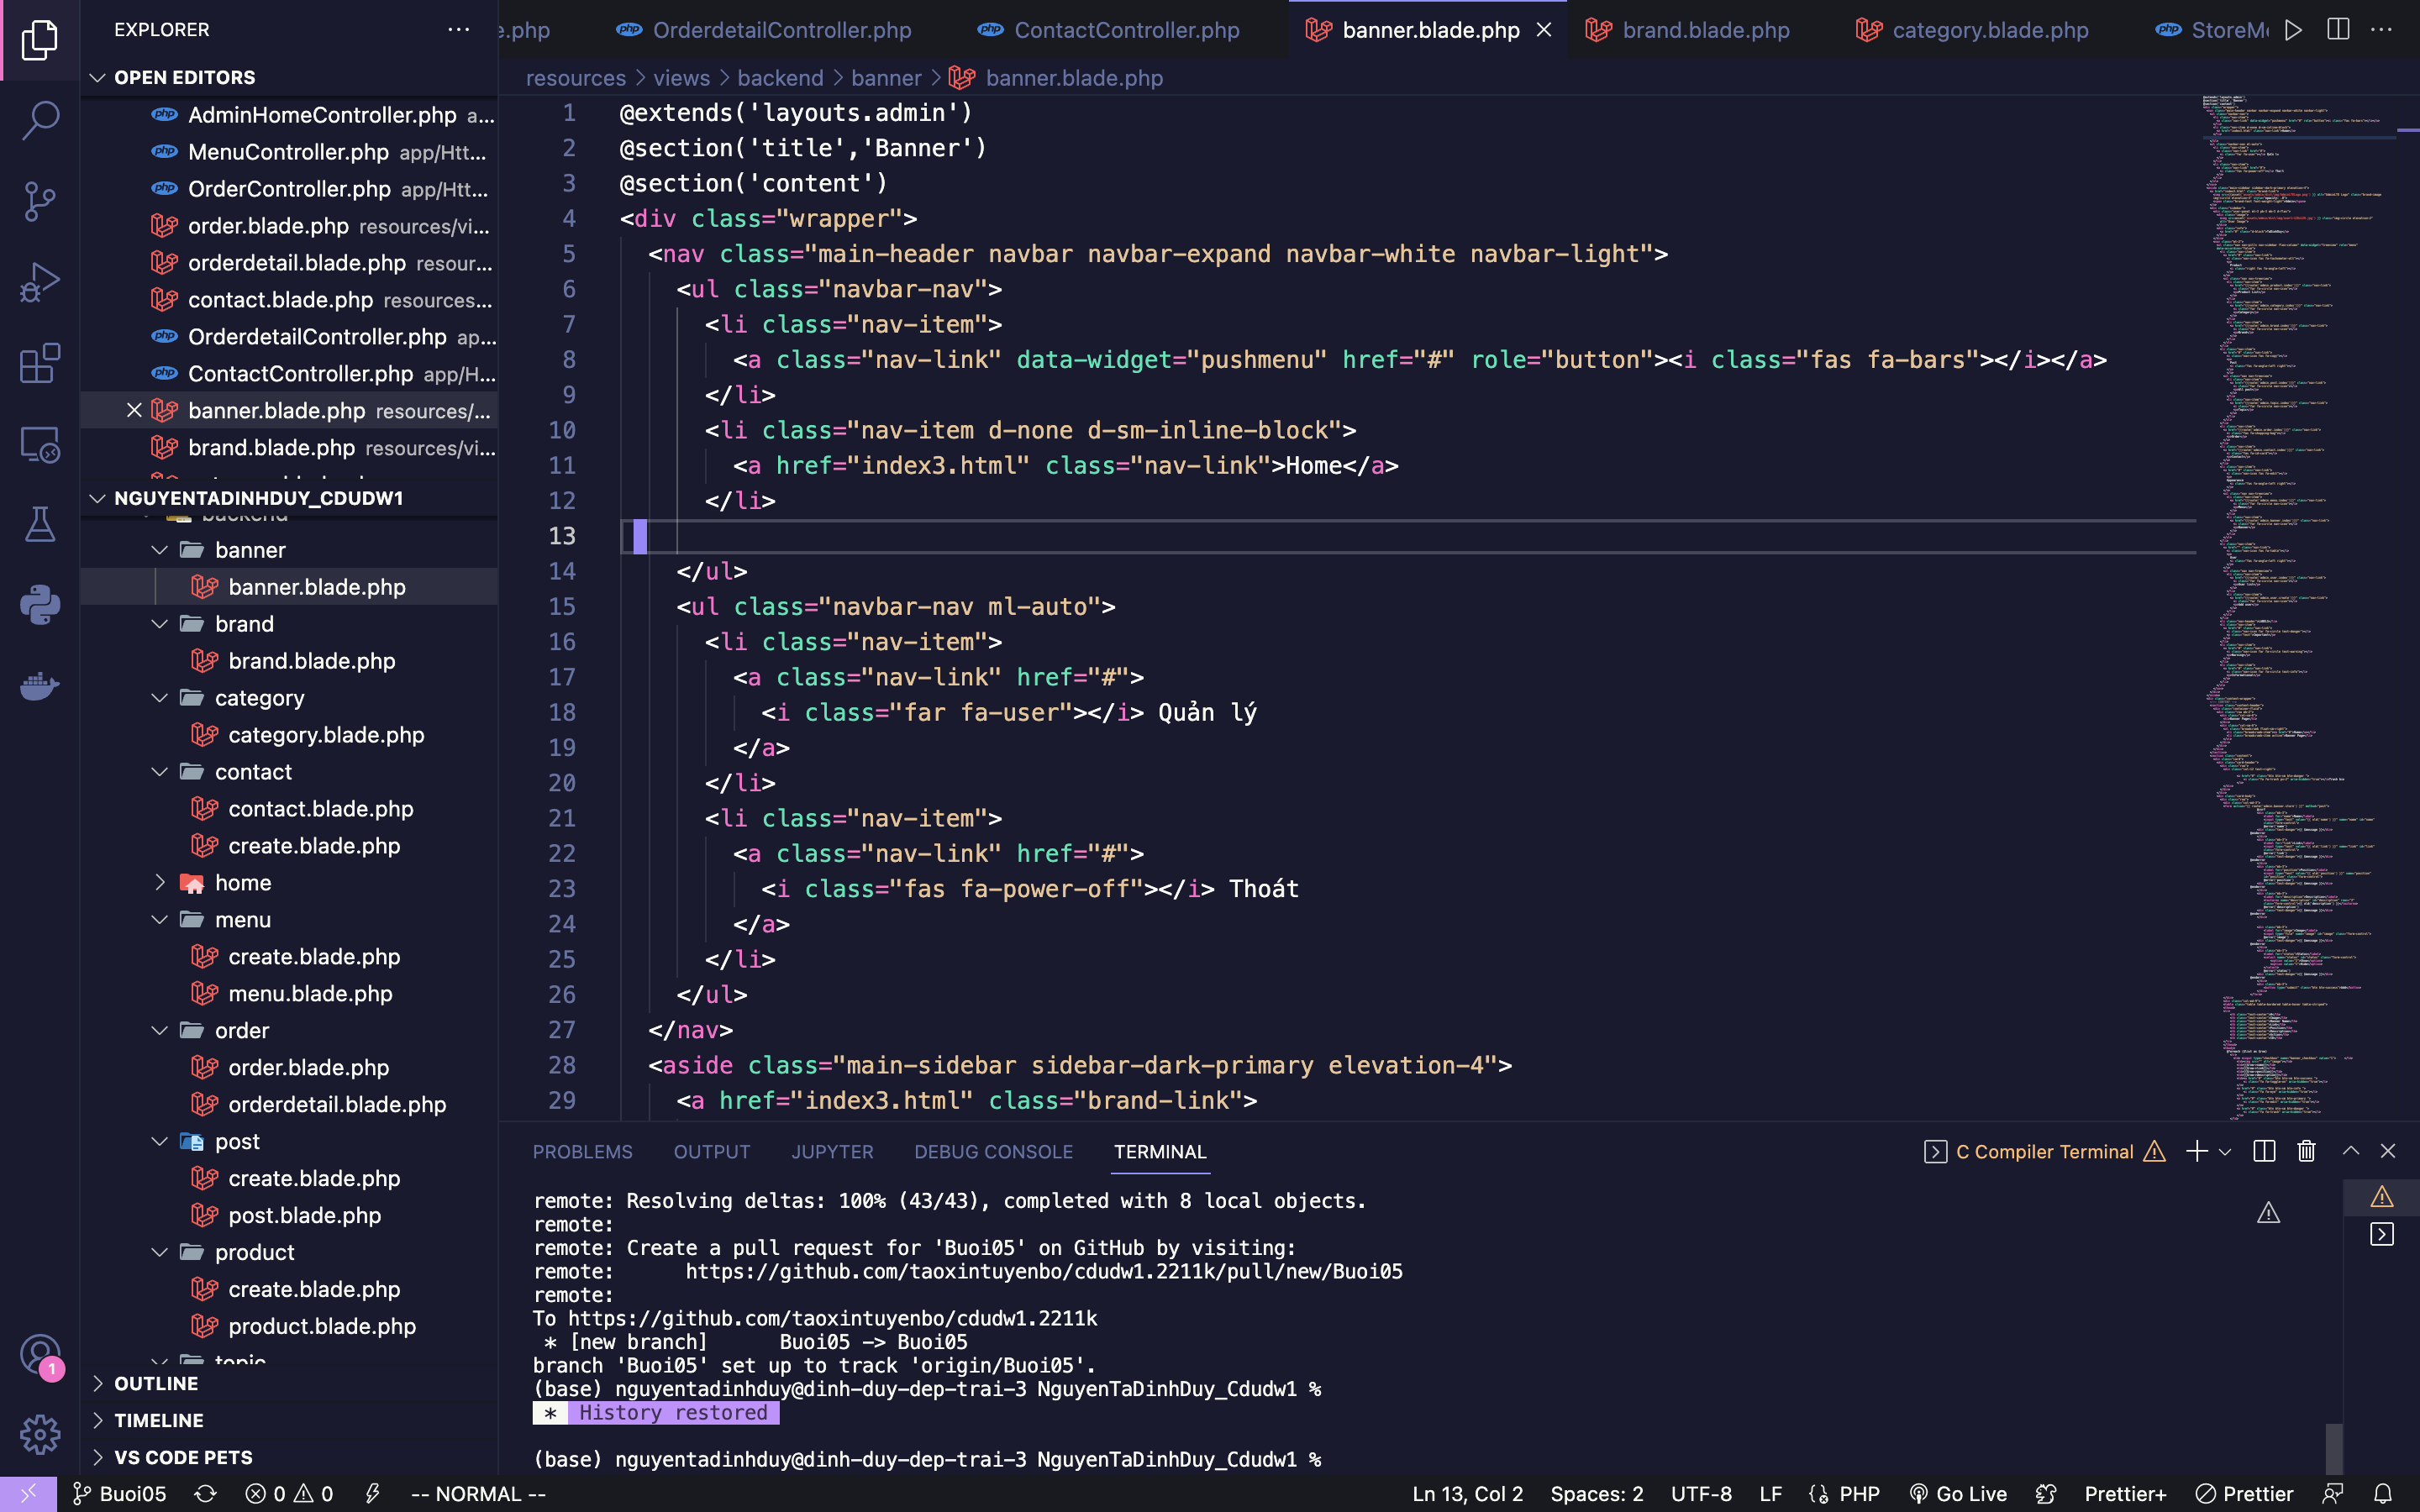 EXPLORER
OPEN EDITORS
AdminHomeController.php a...
MenuController.php app/Htt...
OrderController.php app/Htt...
order.blade.php resources/vi...
orderdetail.blade.php resour...
contact.blade.php resources...
OrderdetailController.php ap...
ContactController.php app/H...
banner.blade.php resources/...
brand.blade.php resources/vi...
NGUYENTADINHDUY_CDUDW1
backend
banner
banner.blade.php
brand
brand.blade.php
category
category.blade.php
contact
contact.blade.php
create.blade.php
home
menu
create.blade.php
menu.blade.php
order
order.blade.php
orderdetail.blade.php
post
create.blade.php
post.blade.php
product
create.blade.php
product.blade.php
topic
OUTLINE
TIMELINE
VS CODE PETS
e.php OrderdetailController.php ContactController.php banner.blade.php brand.blade.php category.blade.php StoreM
resources > views > backend > banner > banner.blade.php
1 @extends('layouts.admin')
2 @section('title','Banner')
3 @section('content')
4 <div class="wrapper">
5 <nav class="main-header navbar navbar-expand navbar-white navbar-light">
6 <ul class="navbar-nav">
7 <li class="nav-item">
8 <a class="nav-link" data-widget="pushmenu" href="#" role="button"><i class="fas fa-bars"></i></a>
9 </li>
10 <li class="nav-item d-none d-sm-inline-block">
11 <a href="index3.html" class="nav-link">Home</a>
12 </li>
13
14 </ul>
15 <ul class="navbar-nav ml-auto">
16 <li class="nav-item">
17 <a class="nav-link" href="#">
18 <i class="far fa-user"></i> Quản lý
19 </a>
20 </li>
21 <li class="nav-item">
22 <a class="nav-link" href="#">
23 <i class="fas fa-power-off"></i> Thoát
24 </a>
25 </li>
26 </ul>
27 </nav>
28 <aside class="main-sidebar sidebar-dark-primary elevation-4">
29 <a href="index3.html" class="brand-link">
PROBLEMS OUTPUT JUPYTER DEBUG CONSOLE TERMINAL C Compiler Terminal
remote: Resolving deltas: 100% (43/43), completed with 8 local objects.
remote:
remote: Create a pull request for 'Buoi05' on GitHub by visiting:
remote: https://github.com/taoxintuyenbo/cdudw1.2211k/pull/new/Buoi05
remote:
To https://github.com/taoxintuyenbo/cdudw1.2211k
* [new branch] Buoi05 -> Buoi05
branch 'Buoi05' set up to track 'origin/Buoi05'.
(base) nguyentadinhduy@dinh-duy-dep-trai-3 NguyenTaDinhDuy_Cdudw1 %
* History restored
(base) nguyentadinhduy@dinh-duy-dep-trai-3 NguyenTaDinhDuy_Cdudw1 %
1
Buoi05 0 0 -- NORMAL -- Ln 13, Col 2 Spaces: 2 UTF-8 LF PHP Go Live Prettier+ Prettier